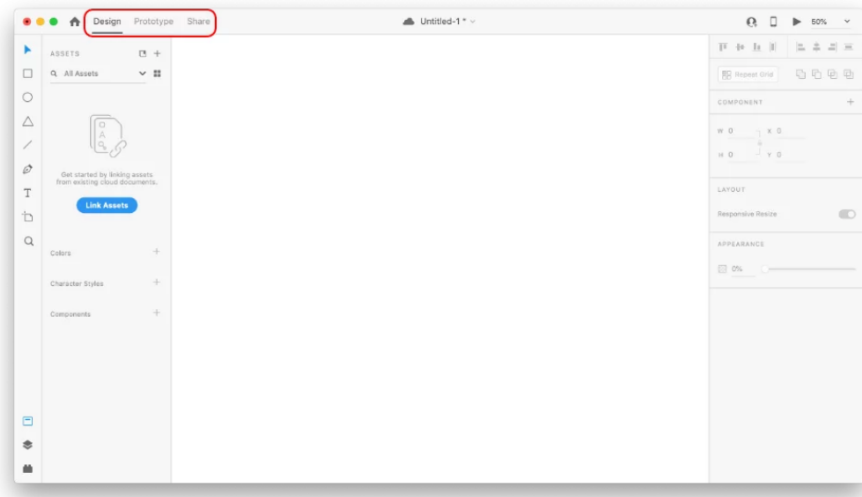 Design Prototype Share
Untitled-1 *
50%
ASSETS
All Assets
Get started by linking assets
from existing cloud documents.
Link Assets
Colors
Character Styles
Components
Repeat Grid
COMPONENT
W 0 X 0
H 0 Y 0
LAYOUT
Responsive Resize
APPEARANCE
0%